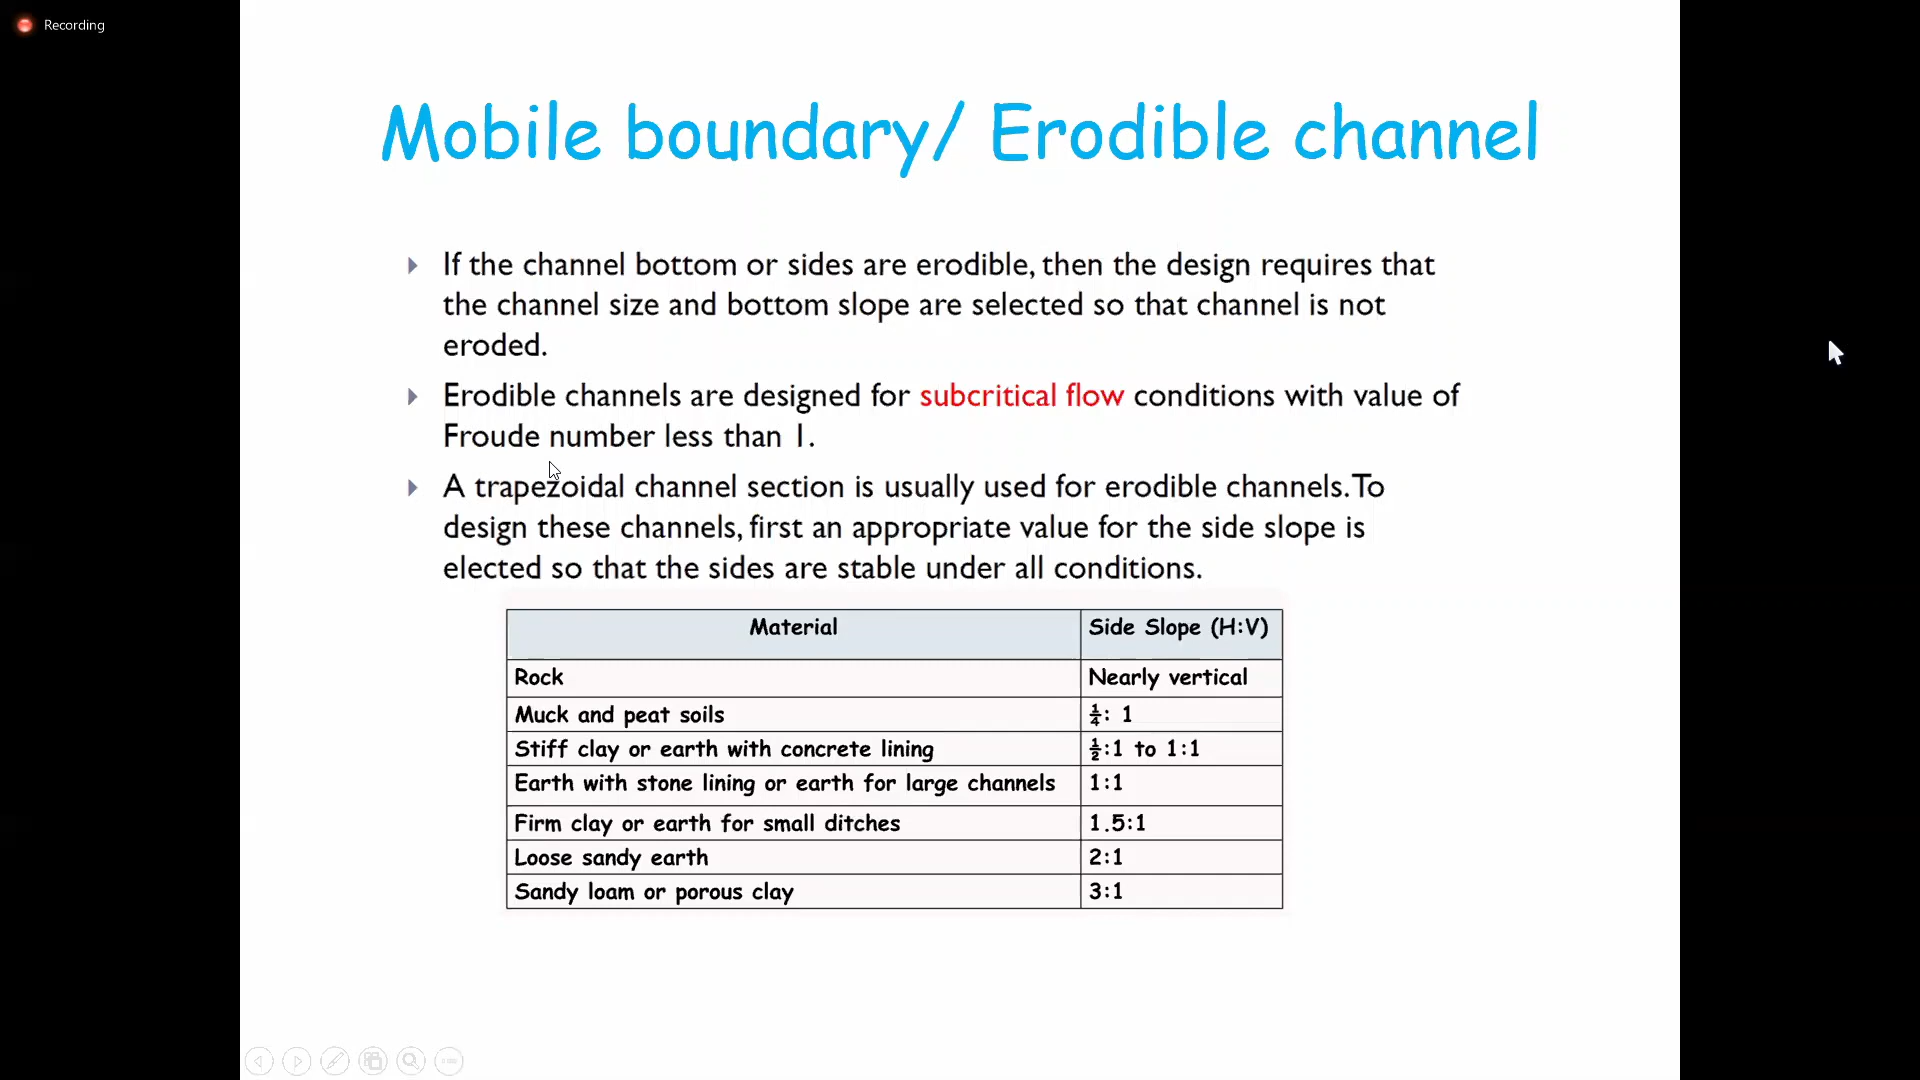 Recording
Mobile boundary/ Erodible channel
If the channel bottom or sides are erodible, then the design requires that
the channel size and bottom slope are selected so that channel is not
eroded.
Erodible channels are designed for subcritical flow conditions with value of
Froude number less than 1.
A trapezoidal channel section is usually used for erodible channels. To
design these channels, first an appropriate value for the side slope is
elected so that the sides are stable under all conditions.
Material Side Slope (H:V)
Rock Nearly vertical
Muck and peat soils ¼: 1
Stiff clay or earth with concrete lining ½:1 to 1:1
Earth with stone lining or earth for large channels 1:1
Firm clay or earth for small ditches 1.5:1
Loose sandy earth 2:1
Sandy loam or porous clay 3:1